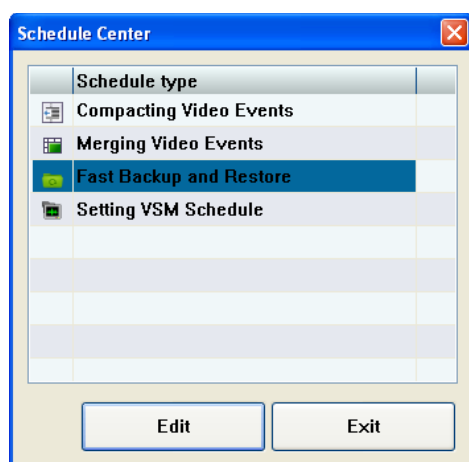 Schedule Center
Schedule type
Compacting Video Events
Merging Video Events
Fast Backup and Restore
Setting VSM Schedule
Edit
Exit